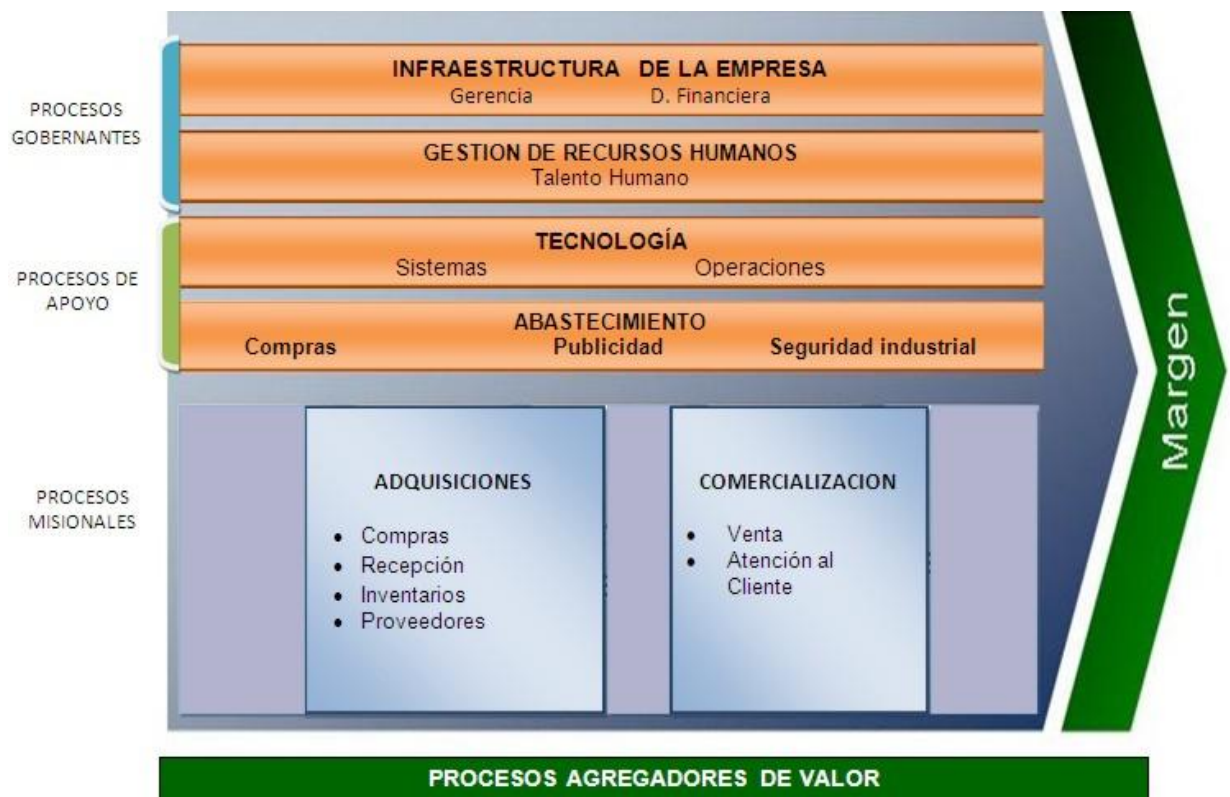 PROCESOS
GOBERNANTES
INFRAESTRUCTURA DE LA EMPRESA
Gerencia D. Financiera
GESTION DE RECURSOS HUMANOS
Talento Humano
PROCESOS DE
APOYO
TECNOLOGÍA
Sistemas Operaciones
ABASTECIMIENTO
Compras Publicidad Seguridad industrial
PROCESOS
MISIONALES
ADQUISICIONES
• Compras
• Recepción
• Inventarios
• Proveedores
COMERCIALIZACION
• Venta
• Atención al
Cliente
Margen
PROCESOS AGREGADORES DE VALOR